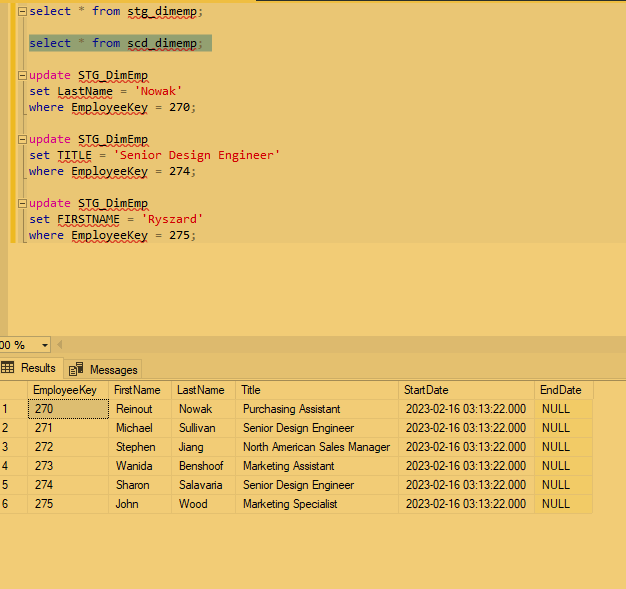 select * from stg_dimemp;
select * from scd_dimemp;
update STG_DimEmp
set LastName = 'Nowak'
where EmployeeKey = 270;
update STG_DimEmp
set TITLE = 'Senior Design Engineer'
where EmployeeKey = 274;
update STG_DimEmp
set FIRSTNAME = 'Ryszard'
where EmployeeKey = 275;
00 %
Results Messages
EmployeeKey FirstName LastName Title StartDate EndDate
1 270 Reinout Nowak Purchasing Assistant 2023-02-16 03:13:22.000 NULL
2 271 Michael Sullivan Senior Design Engineer 2023-02-16 03:13:22.000 NULL
3 272 Stephen Jiang North American Sales Manager 2023-02-16 03:13:22.000 NULL
4 273 Wanida Benshoof Marketing Assistant 2023-02-16 03:13:22.000 NULL
5 274 Sharon Salavaria Senior Design Engineer 2023-02-16 03:13:22.000 NULL
6 275 John Wood Marketing Specialist 2023-02-16 03:13:22.000 NULL